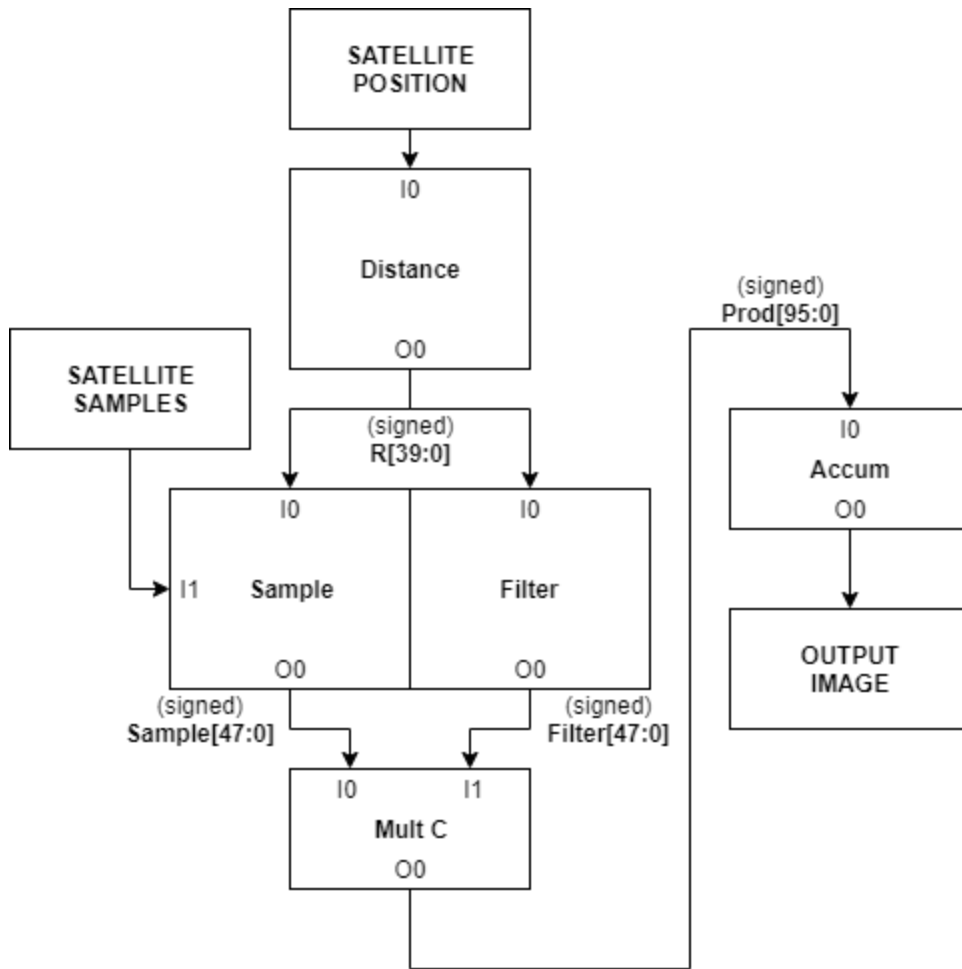 SATELLITE
POSITION
I0
Distance
O0
(signed)
R[39:0]
SATELLITE
SAMPLES
I0
I1
Sample
O0
I0
Filter
O0
(signed)
Sample[47:0]
(signed)
Filter[47:0]
I0
I1
Mult C
O0
(signed)
Prod[95:0]
I0
Accum
O0
OUTPUT
IMAGE